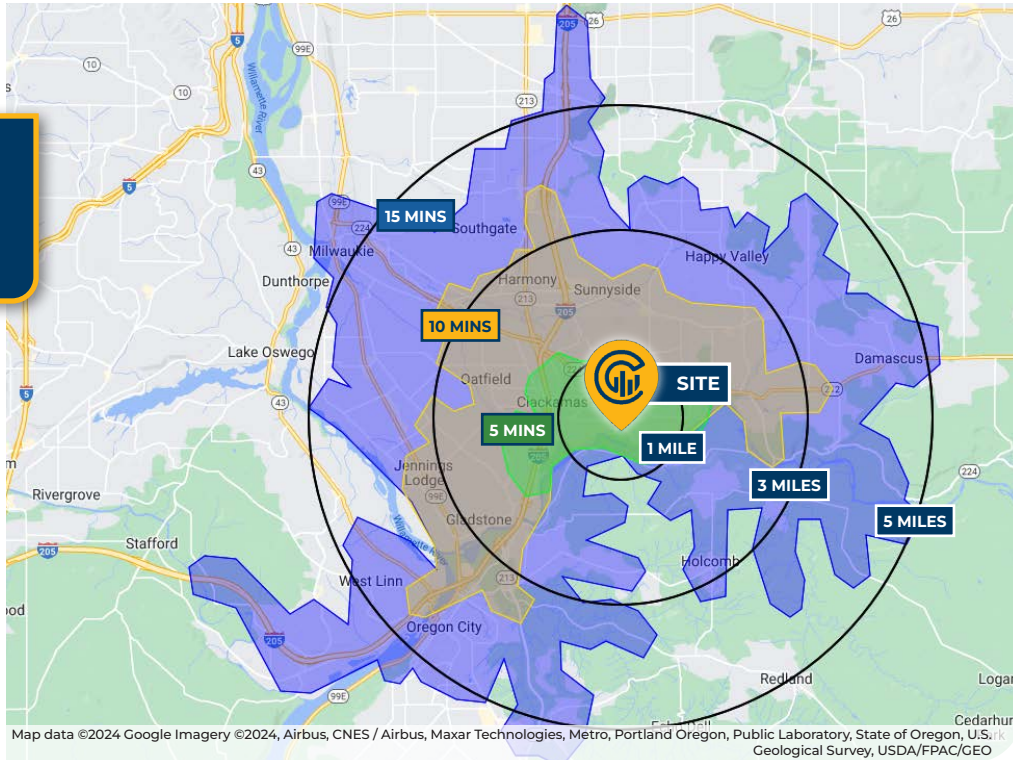 26
26
5
99E
205
10
10
213
43
5
99E
15 MINS
Southgate
224
43
Milwaukie
Happy Valley
Dunthorpe
Harmony
Sunnyside
213
205
10 MINS
Lake Oswego
Damascus
5
43
Oatfield
SITE
Clackamas
212
5 MINS
1 MILE
205
Jennings
Lodge
99E
3 MILES
224
Rivergrove
5 MILES
Gladstone
Stafford
205
Holcomb
213
West Linn
Oregon City
205
Redland
99E
Willamette River
Map data ©2024 Google Imagery ©2024, Airbus, CNES / Airbus, Maxar Technologies, Metro, Portland Oregon, Public Laboratory, State of Oregon, U.S.
Geological Survey, USDA/FPAC/GEO